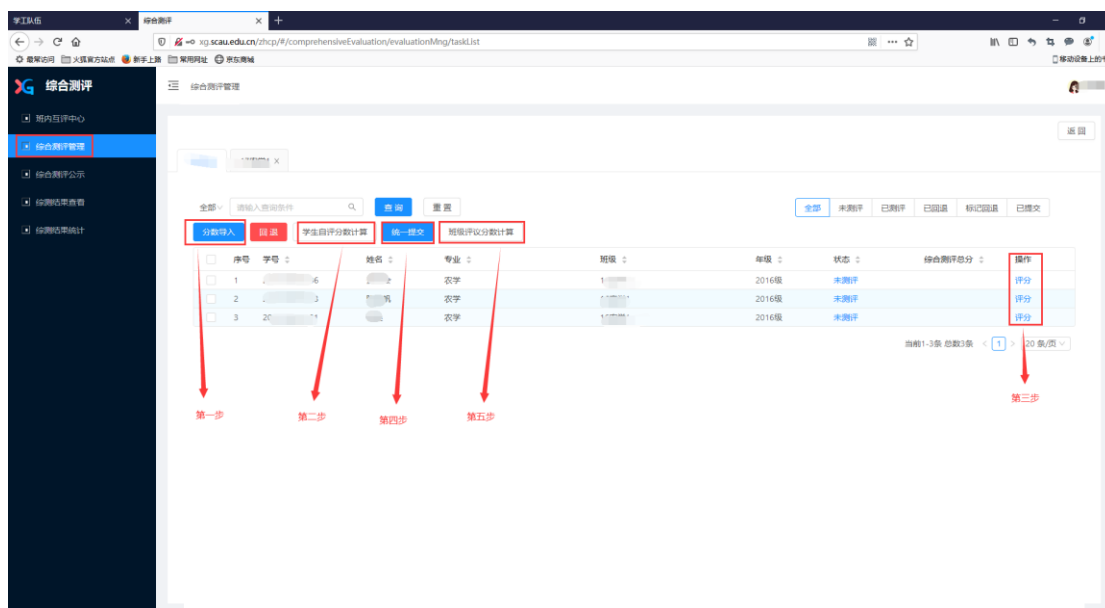 学工队伍 × 综合测评 × +
xg.scau.edu.cn/zhcp/#/comprehensiveEvaluation/evaluationMng/taskList
最常访问 火狐官方站点 新手上路 常用网址 京东商城 移动设备上的
综合测评 综合测评管理
班内互评中心
返 回
综合测评管理
综合测评公示
综测结果查看
全部 请输入查询条件 查 询 重 置 全部 未测评 已测评 已回退 标记回退 已提交
综测结果统计
分数导入 回 退 学生自评分数计算 统一提交 班级评议分数计算
序号 学号 姓名 专业 班级 年级 状态 综合测评总分 操作
1 农学 2016级 未测评 评分
2 农学 2016级 未测评 评分
3 农学 2016级 未测评 评分
当前1-3条 总数3条 < 1 > 20 条/页
第三步
第一步 第二步 第四步 第五步